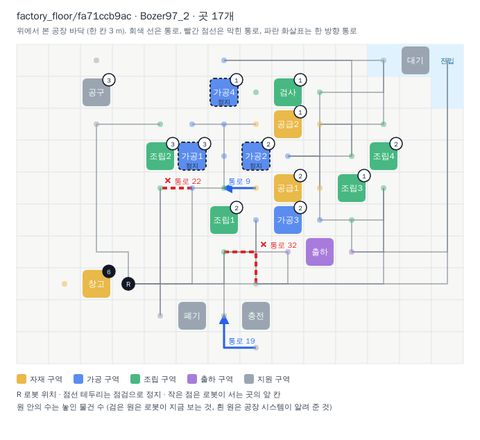 factory_floor/fa71ccb9ac · Bozer97_2 · 곳 17개
위에서 본 공장 바닥 (한 칸 3 m). 회색 선은 통로, 빨간 점선은 막힌 통로, 파란 화살표는 한 방향 통로
대기
진입
공구 3
가공4 1
정지
검사 1
공급2 1
조립2 3
가공1 3
정지
가공2 2
정지
조립4 2
✕ 통로 22
통로 9
공급1 2
조립3 1
조립1 2
가공3 2
✕ 통로 32
출하
창고 6
R
폐기
충전
통로 19
자재 구역
가공 구역
조립 구역
출하 구역
지원 구역
R 로봇 위치 · 점선 테두리는 점검으로 정지 · 작은 점은 로봇이 서는 곳의 앞 칸
원 안의 수는 놓인 물건 수 (검은 원은 로봇이 지금 보는 것, 흰 원은 공장 시스템이 알려 준 것)